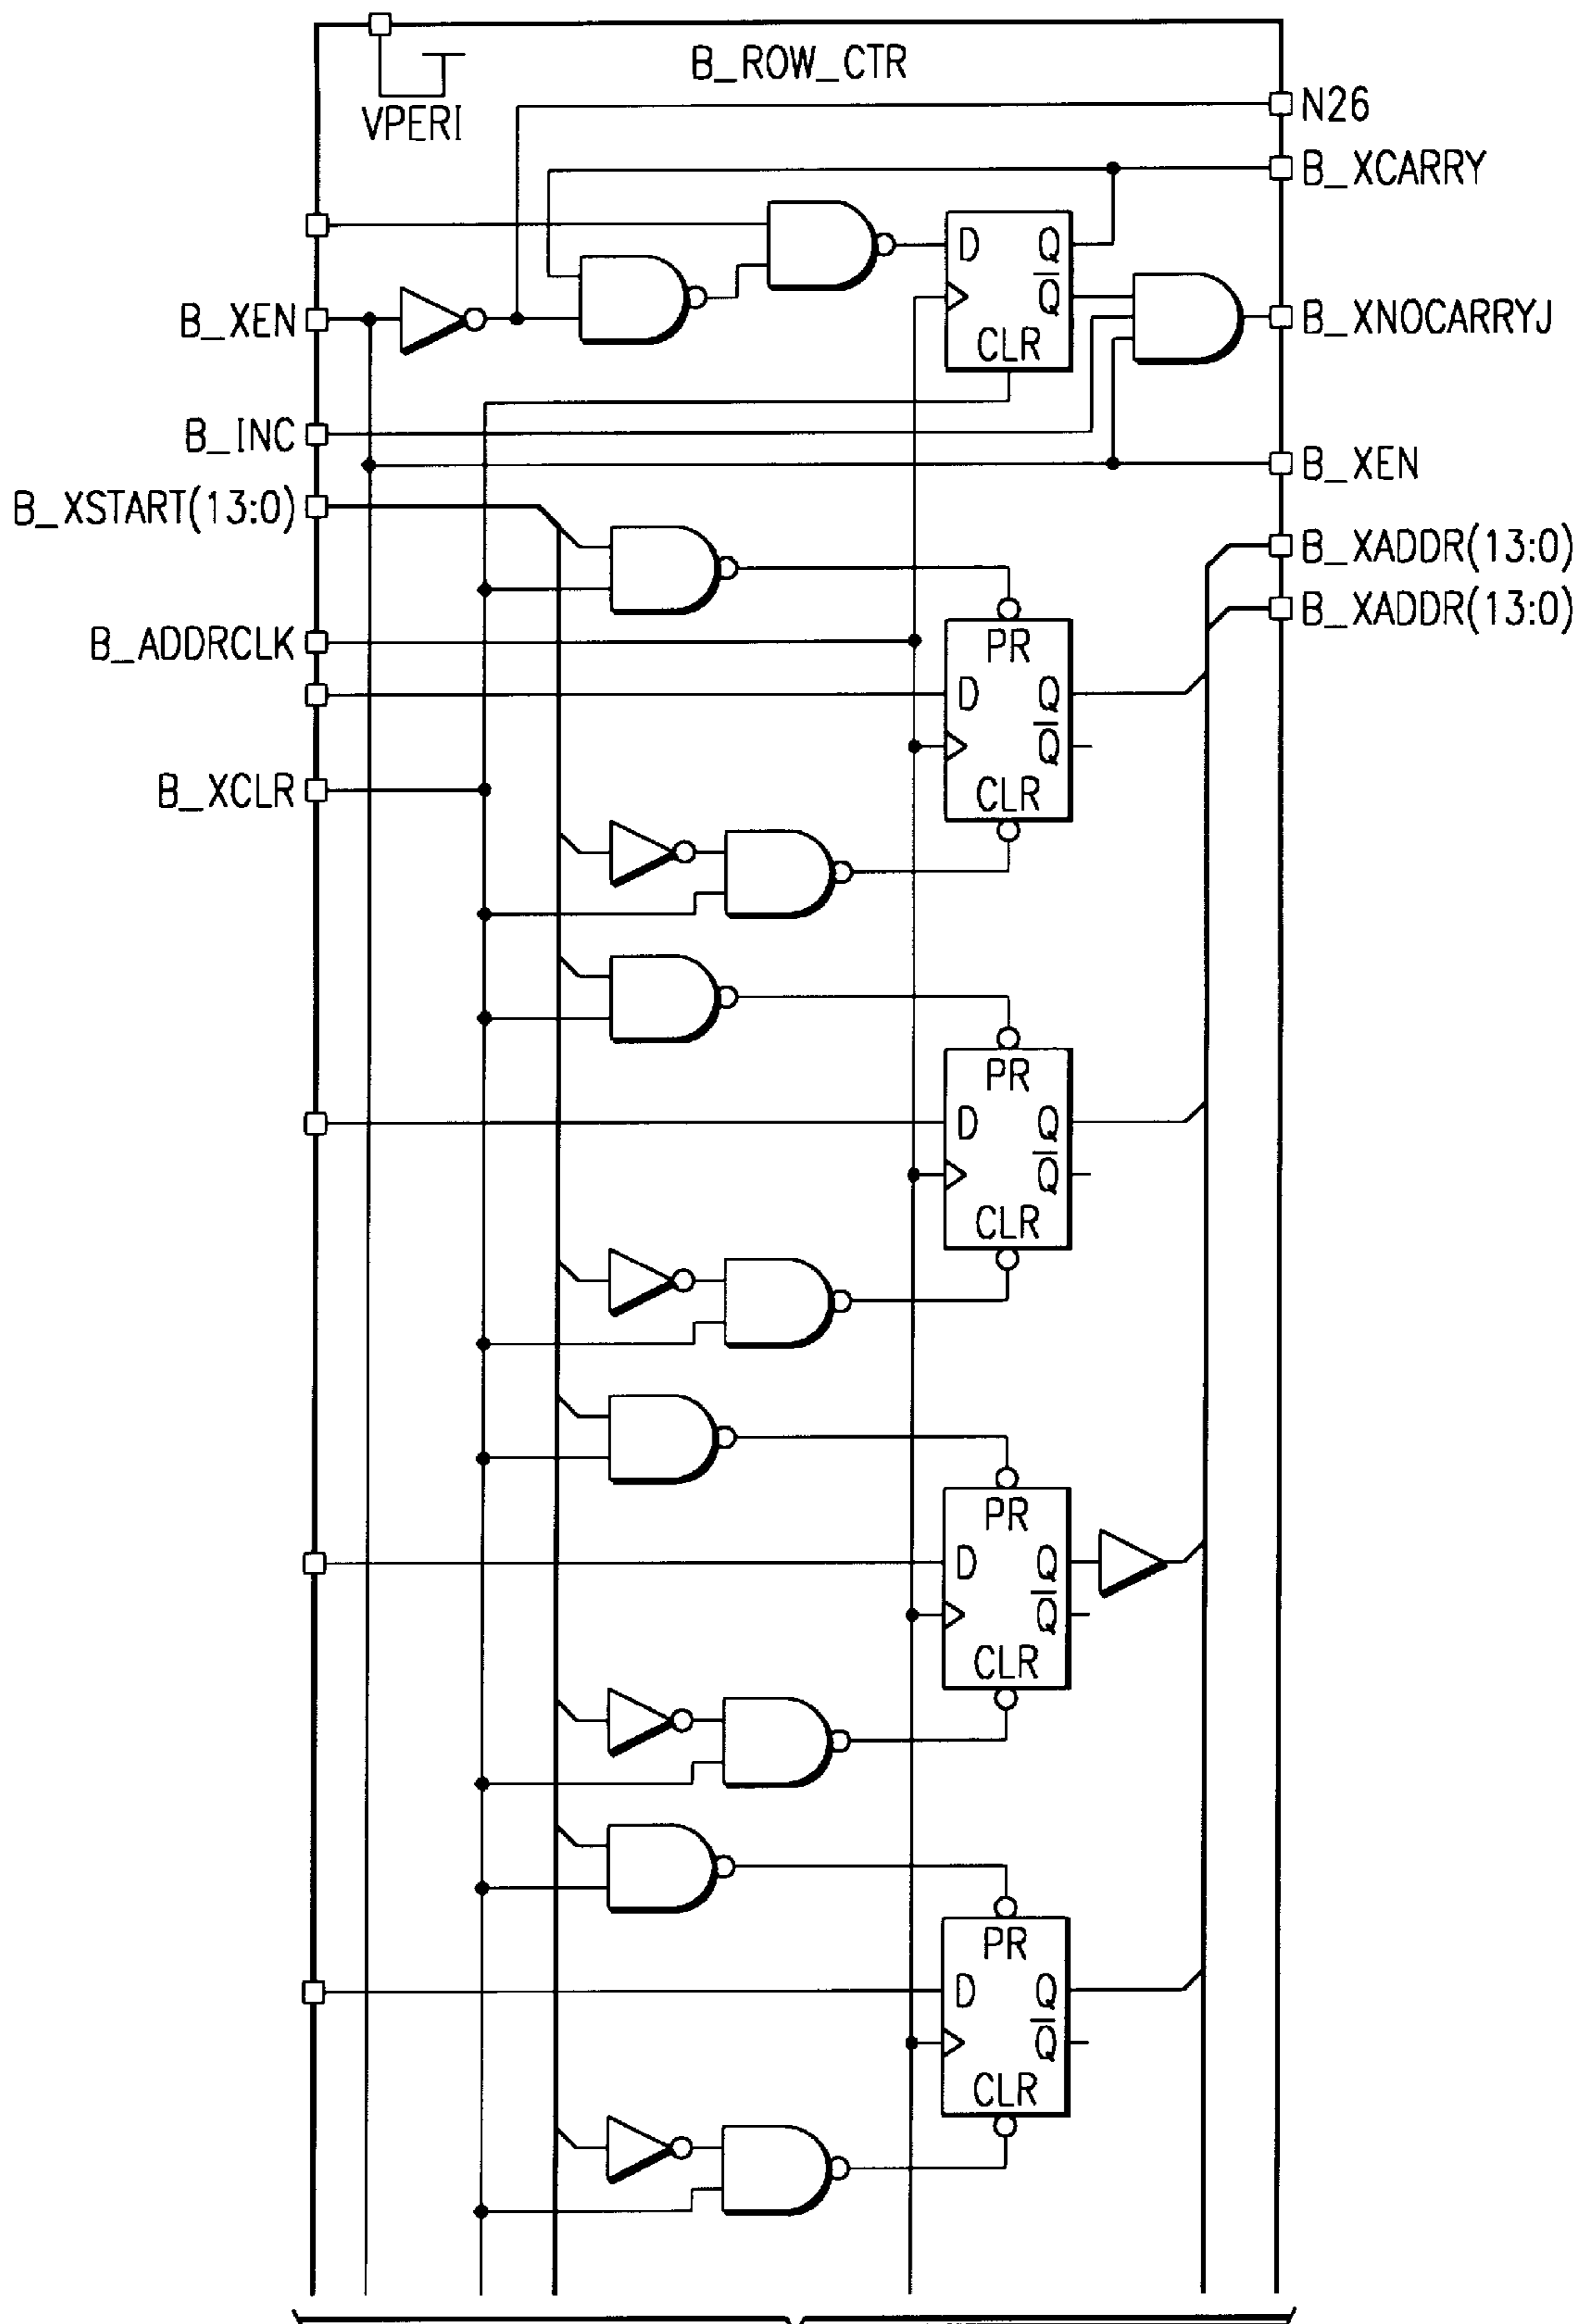 B_ROW_CTR
VPERI
N26
B_XCARRY
D Q
Q
CLR
B_XEN
B_XNOCARRYJ
B_INC
B_XEN
B_XSTART(13:0)
B_XADDR(13:0)
B_XADDR(13:0)
B_ADDRCLK
PR
D Q
Q
CLR
B_XCLR
PR
D Q
Q
CLR
PR
D Q
Q
CLR
PR
D Q
Q
CLR